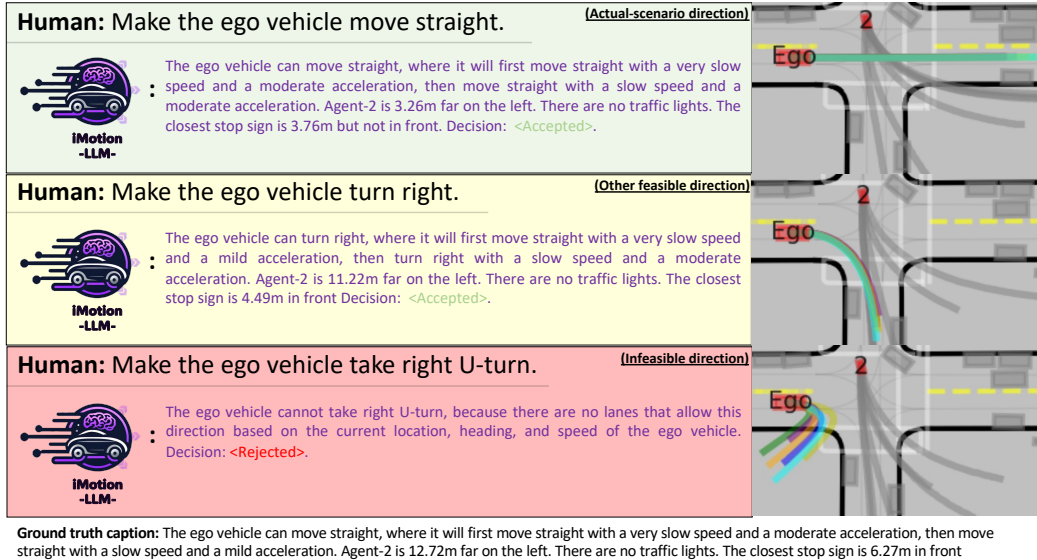 Human: Make the ego vehicle move straight.
(Actual-scenario direction)
The ego vehicle can move straight, where it will first move straight with a very slow
speed and a moderate acceleration, then move straight with a slow speed and a
moderate acceleration. Agent-2 is 3.26m far on the left. There are no traffic lights. The
closest stop sign is 3.76m but not in front. Decision: <Accepted>.
:
iMotion
-LLM-
2
Ego
Human: Make the ego vehicle turn right.
(Other feasible direction)
The ego vehicle can turn right, where it will first move straight with a very slow speed
and a mild acceleration, then turn right with a slow speed and a moderate
acceleration. Agent-2 is 11.22m far on the left. There are no traffic lights. The closest
stop sign is 4.49m in front Decision: <Accepted>.
:
iMotion
-LLM-
2
Ego
Human: Make the ego vehicle take right U-turn.
(Infeasible direction)
The ego vehicle cannot take right U-turn, because there are no lanes that allow this
direction based on the current location, heading, and speed of the ego vehicle.
Decision: <Rejected>.
:
iMotion
-LLM-
2
Ego
Ground truth caption: The ego vehicle can move straight, where it will first move straight with a very slow speed and a moderate acceleration, then move
straight with a slow speed and a mild acceleration. Agent-2 is 12.72m far on the left. There are no traffic lights. The closest stop sign is 6.27m in front